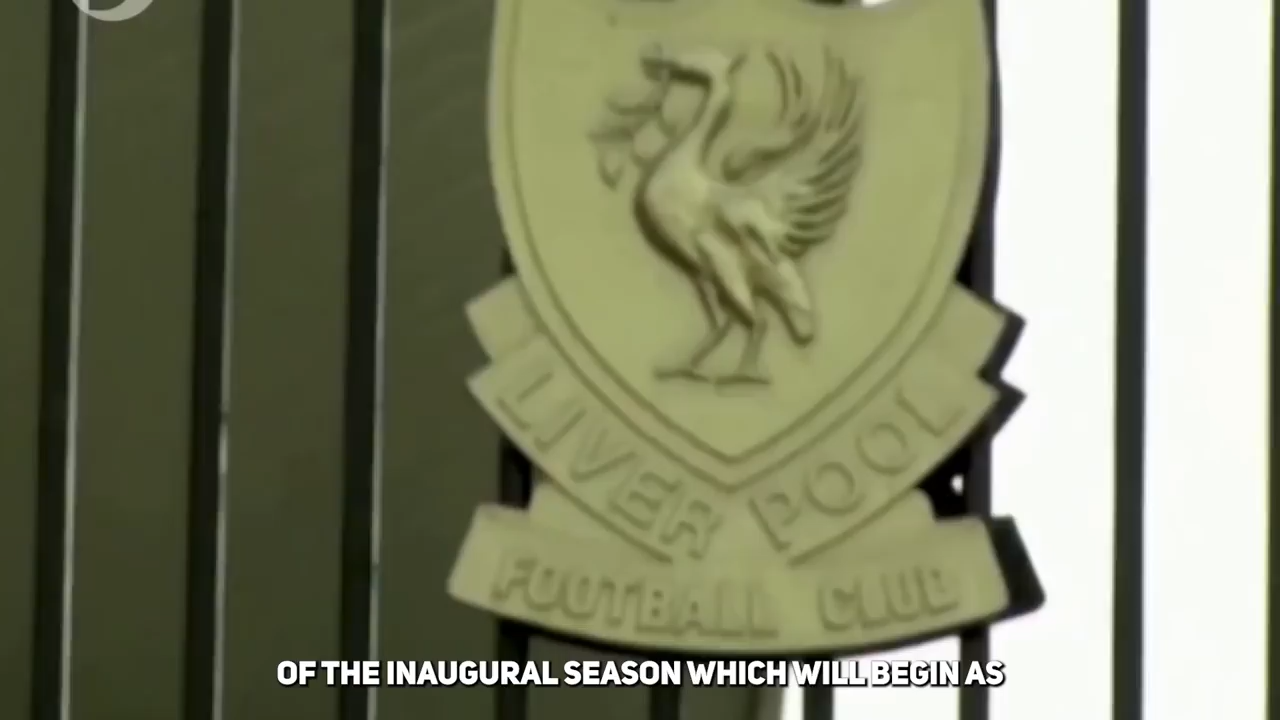 LIVERPOOL
FOOTBALL CLUB
OF THE INAUGURAL SEASON WHICH WILL BEGIN AS